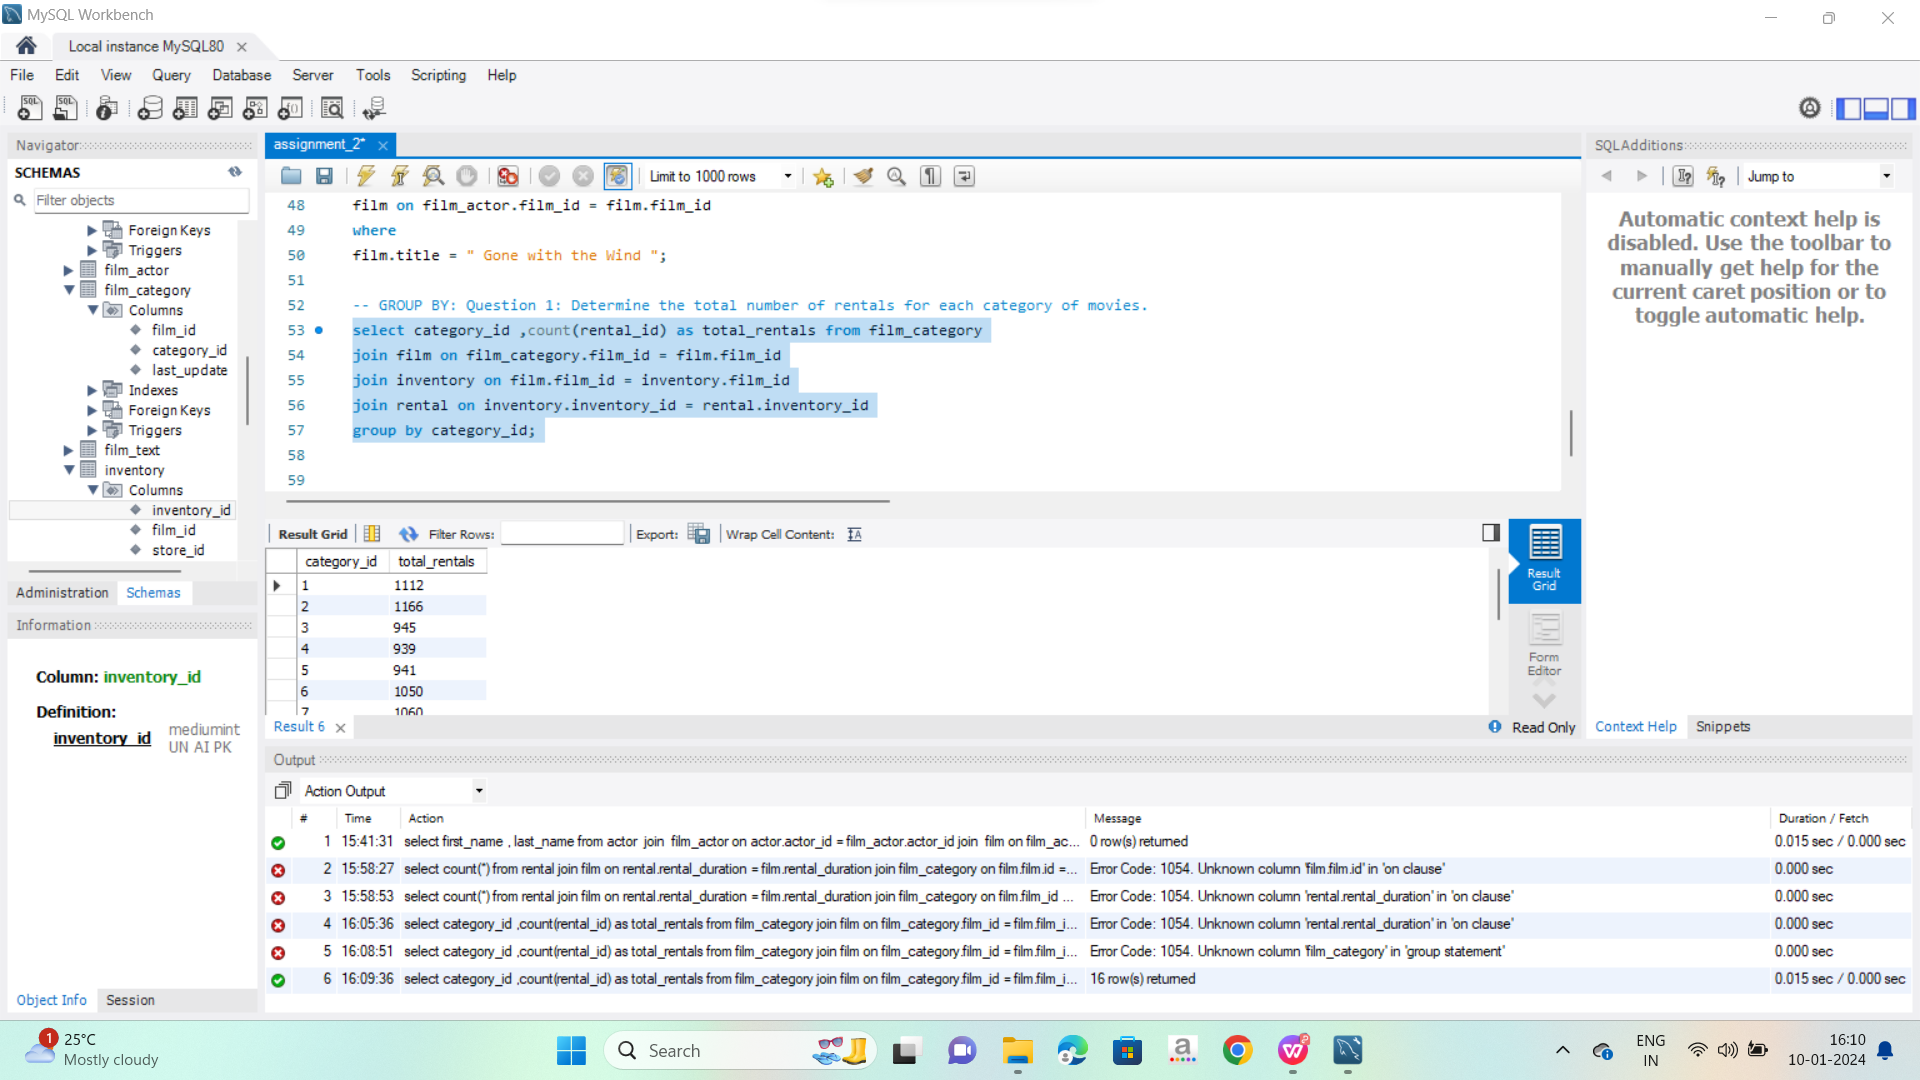 MySQL Workbench
Local instance MySQL80
File Edit View Query Database Server Tools Scripting Help
Navigator
SCHEMAS
Filter objects
Foreign Keys
Triggers
film_actor
film_category
Columns
film_id
category_id
last_update
Indexes
Foreign Keys
Triggers
film_text
inventory
Columns
inventory_id
film_id
store_id
Administration Schemas
Information
Column: inventory_id
Definition:
inventory_id mediumint
UN AI PK
Object Info Session
assignment_2*
Limit to 1000 rows
48 film on film_actor.film_id = film.film_id
49 where
50 film.title = " Gone with the Wind ";
51
52 -- GROUP BY: Question 1: Determine the total number of rentals for each category of movies.
53 select category_id ,count(rental_id) as total_rentals from film_category
54 join film on film_category.film_id = film.film_id
55 join inventory on film.film_id = inventory.film_id
56 join rental on inventory.inventory_id = rental.inventory_id
57 group by category_id;
58
59
Result Grid Filter Rows: Export: Wrap Cell Content:
category_id total_rentals
1 1112
2 1166
3 945
4 939
5 941
6 1050
7 1060
Result Grid
Form Editor
Result 6 Read Only
SQLAdditions
Jump to
Automatic context help is
disabled. Use the toolbar to
manually get help for the
current caret position or to
toggle automatic help.
Context Help Snippets
Output
Action Output
# Time Action Message Duration / Fetch
1 15:41:31 select first_name , last_name from actor join film_actor on actor.actor_id = film_actor.actor_id join film on film_ac... 0 row(s) returned 0.015 sec / 0.000 sec
2 15:58:27 select count(*) from rental join film on rental.rental_duration = film.rental_duration join film_category on film.film.id =... Error Code: 1054. Unknown column 'film.film.id' in 'on clause' 0.000 sec
3 15:58:53 select count(*) from rental join film on rental.rental_duration = film.rental_duration join film_category on film.film_id ... Error Code: 1054. Unknown column 'rental.rental_duration' in 'on clause' 0.000 sec
4 16:05:36 select category_id ,count(rental_id) as total_rentals from film_category join film on film_category.film_id = film.film_i... Error Code: 1054. Unknown column 'rental.rental_duration' in 'on clause' 0.000 sec
5 16:08:51 select category_id ,count(rental_id) as total_rentals from film_category join film on film_category.film_id = film.film_i... Error Code: 1054. Unknown column 'film_category' in 'group statement' 0.000 sec
6 16:09:36 select category_id ,count(rental_id) as total_rentals from film_category join film on film_category.film_id = film.film_i... 16 row(s) returned 0.015 sec / 0.000 sec
1 25°C
Mostly cloudy
Search
ENG
IN
16:10
10-01-2024